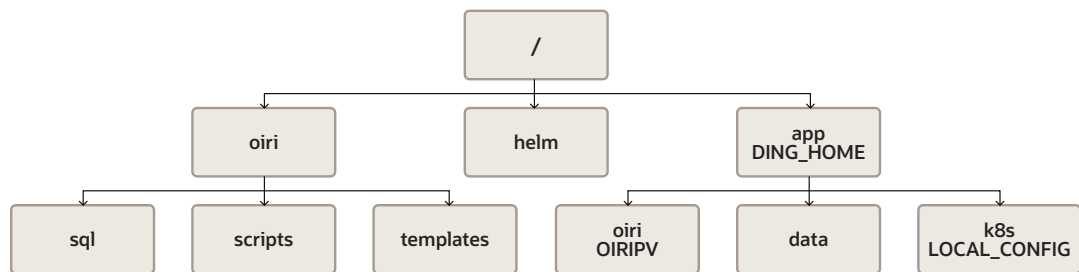 /
oiri
helm
app
DING_HOME
sql
scripts
templates
oiri
OIRIPV
data
k8s
LOCAL_CONFIG